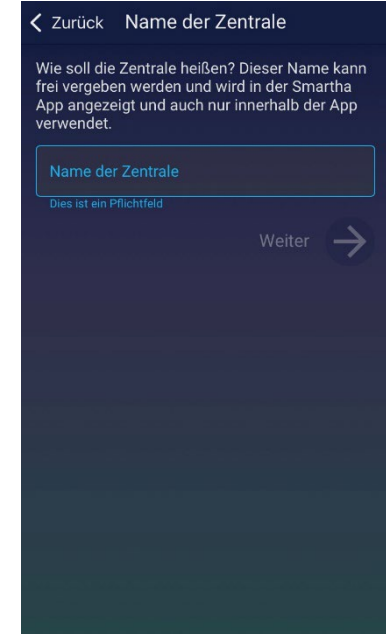 Zurück Name der Zentrale
Wie soll die Zentrale heißen? Dieser Name kann
frei vergeben werden und wird in der Smartha
App angezeigt und auch nur innerhalb der App
verwendet.
Name der Zentrale
Dies ist ein Pflichtfeld
Weiter